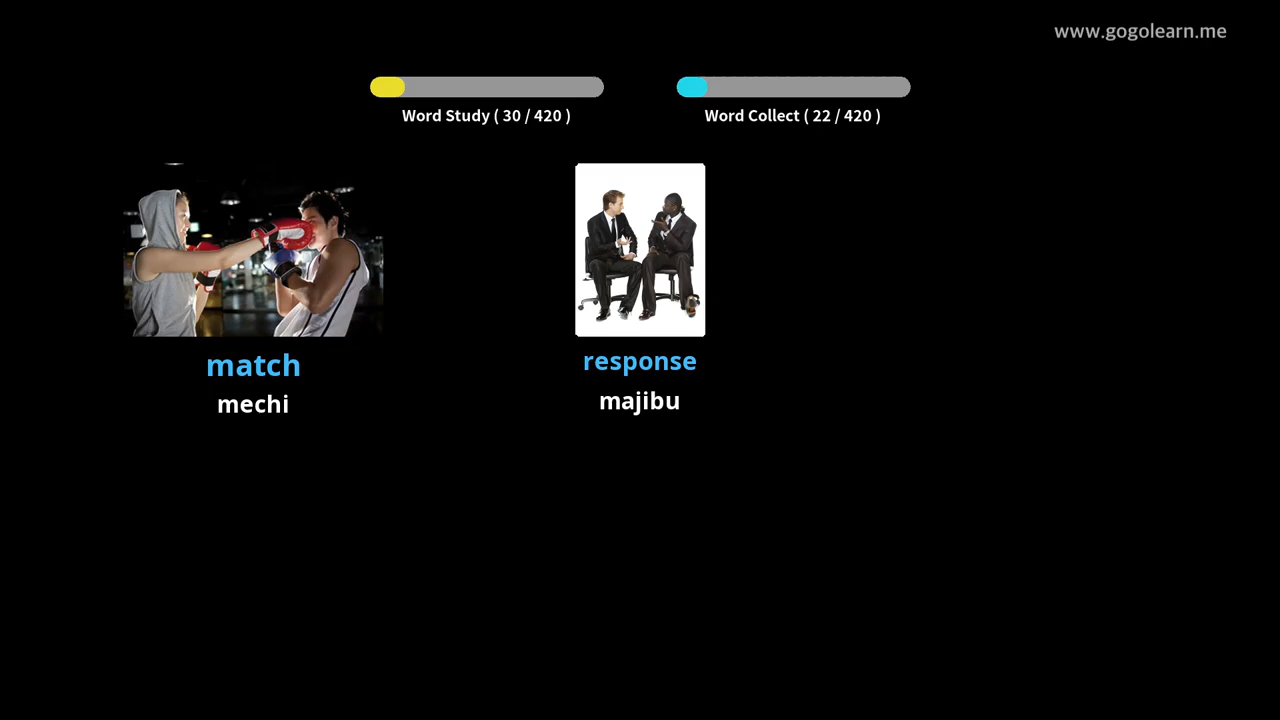 www.gogolearn.me
Word Study ( 30 / 420 )
Word Collect ( 22 / 420 )
match
mechi
response
majibu